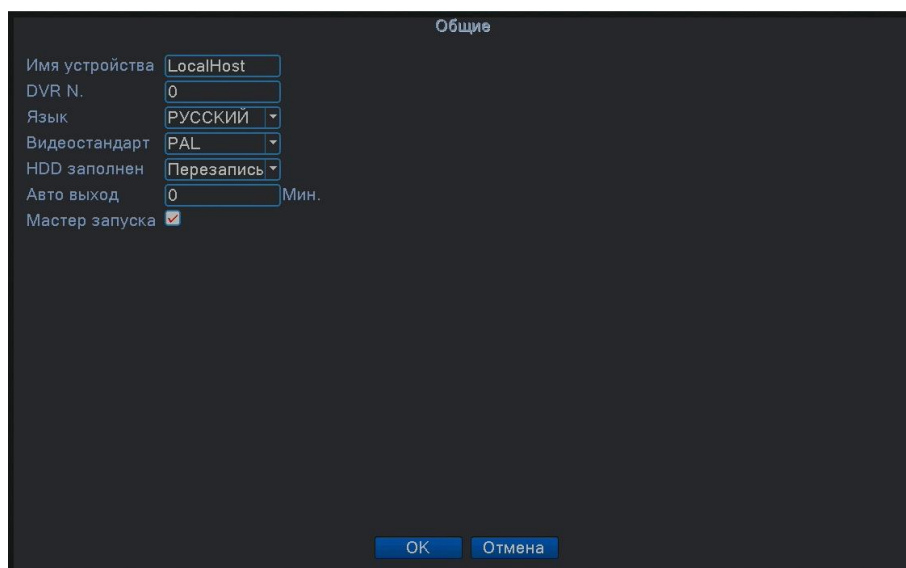 Общие
Имя устройства LocalHost
DVR N. 0
Язык РУССКИЙ
Видеостандарт PAL
HDD заполнен Перезапись
Авто выход 0 Мин.
Мастер запуска
OK Отмена